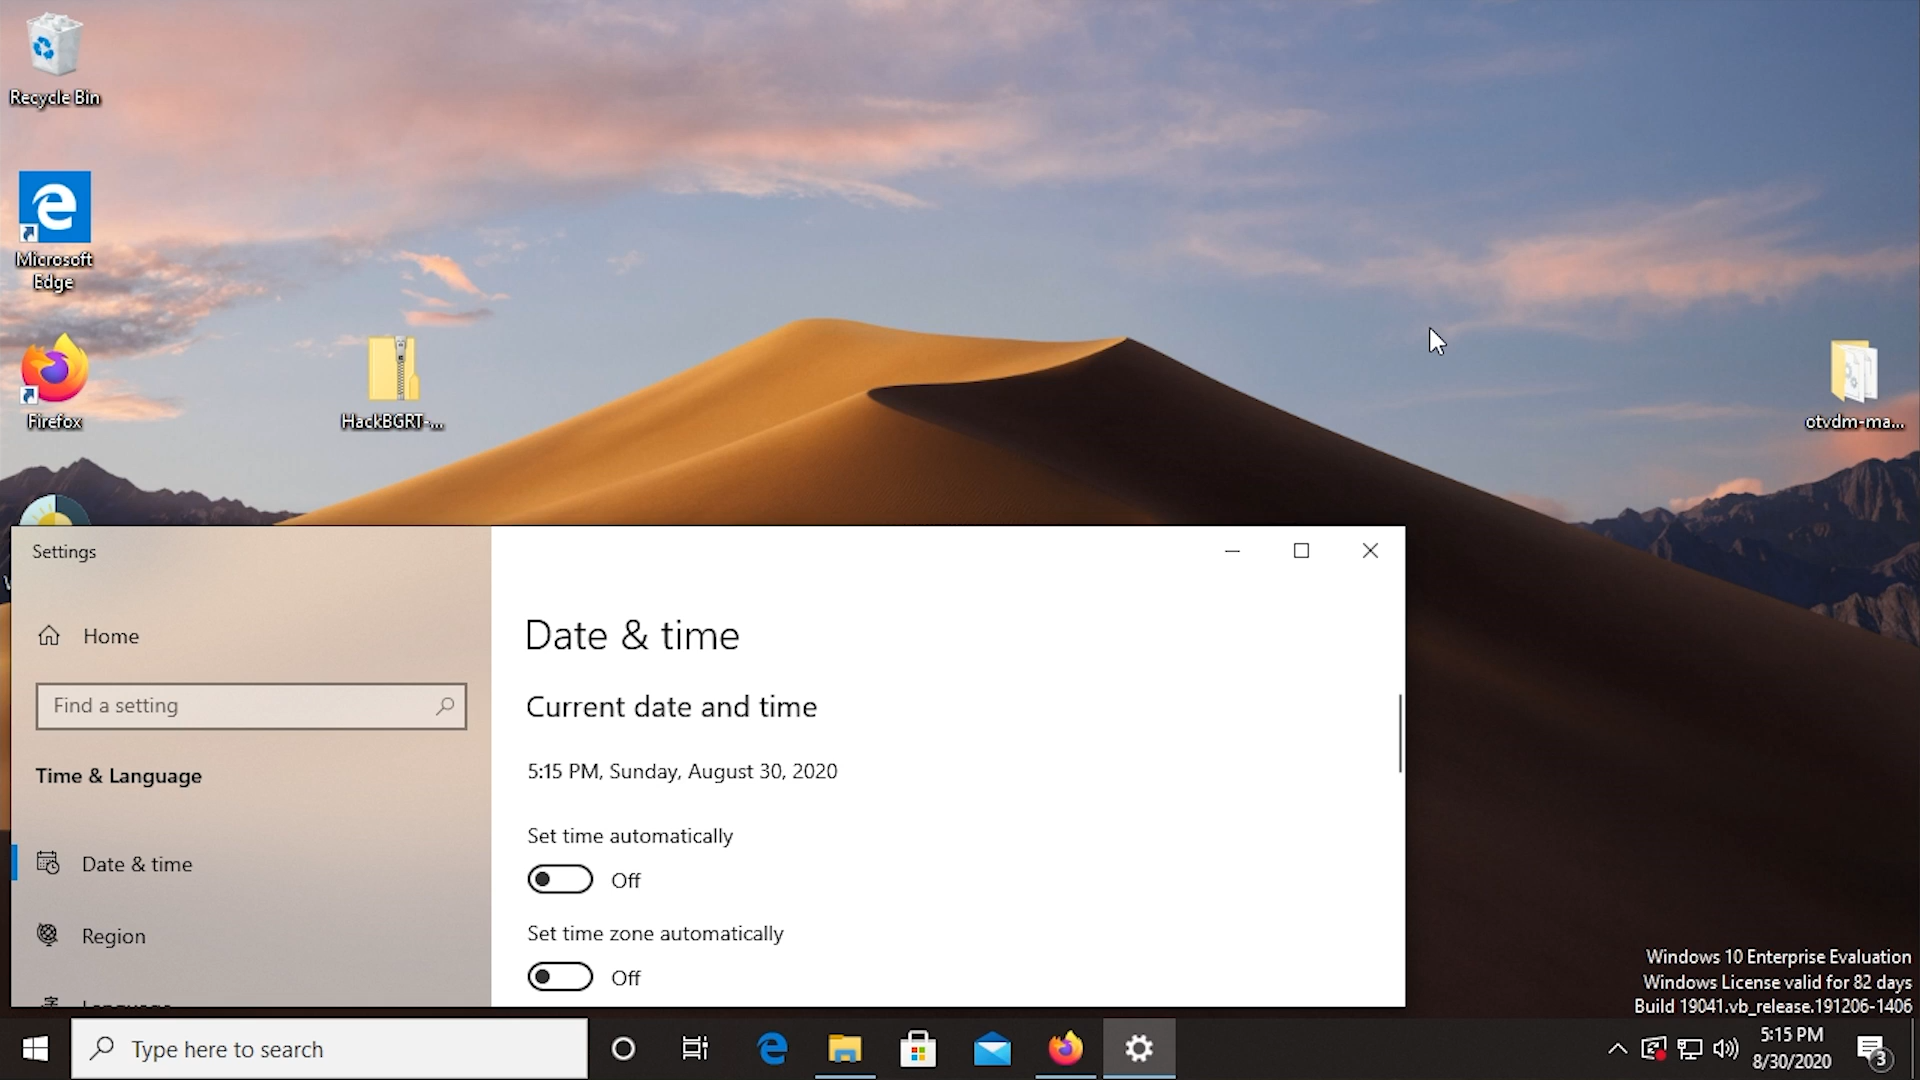 Recycle Bin
Microsoft
Edge
Firefox
HackBGRT-...
otvdm-ma...
Settings
Home
Find a setting
Time & Language
Date & time
Region
Language
Date & time
Current date and time
5:15 PM, Sunday, August 30, 2020
Set time automatically
Off
Set time zone automatically
Off
Windows 10 Enterprise Evaluation
Windows License valid for 82 days
Build 19041.vb_release.191206-1406
Type here to search
5:15 PM
8/30/2020
3